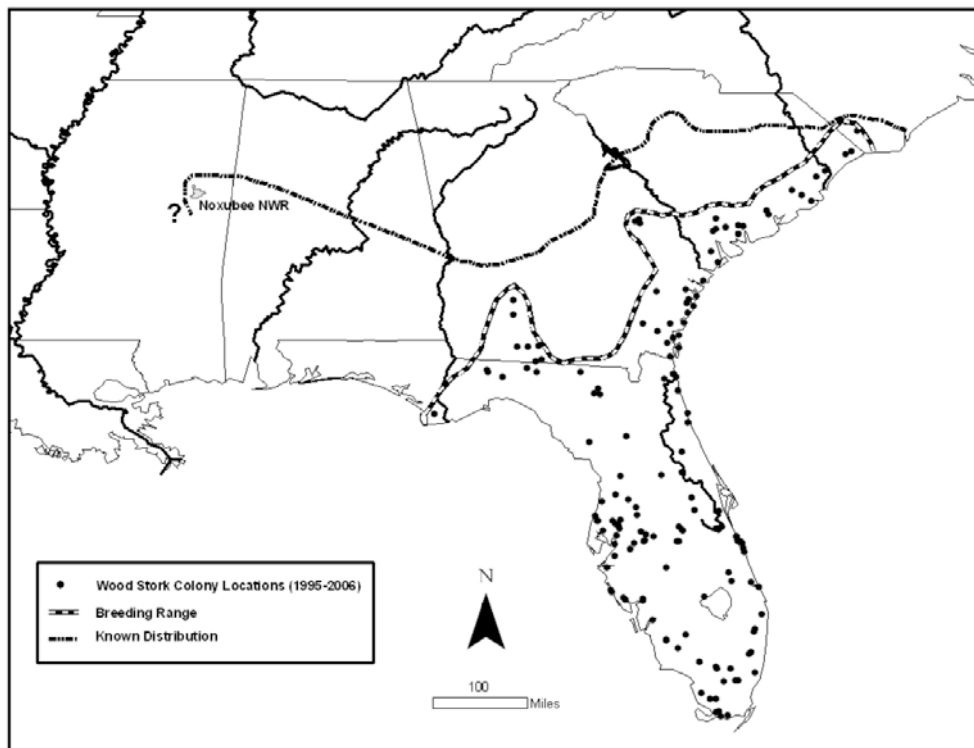 ?
Noxubee NWR
Wood Stork Colony Locations (1995-2006)
Breeding Range
Known Distribution
N
100
Miles